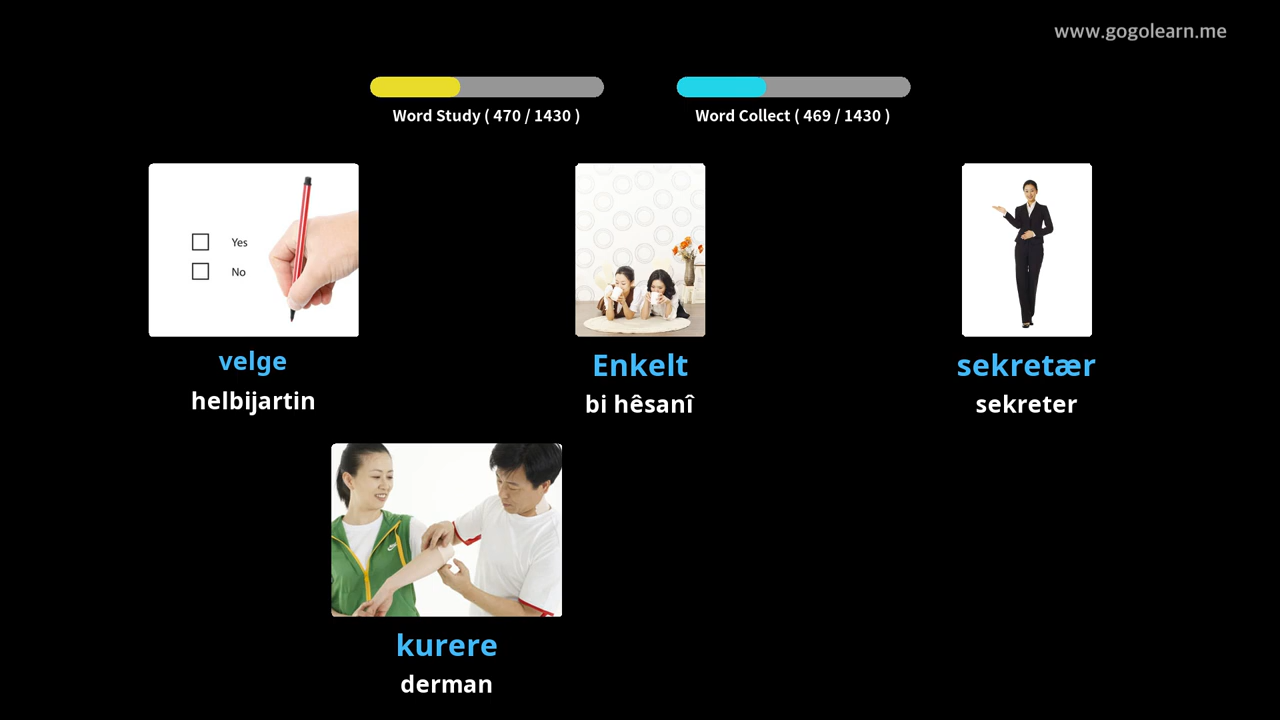 www.gogolearn.me
Word Study ( 470 / 1430 )
Word Collect ( 469 / 1430 )
Yes
No
velge
helbijartin
Enkelt
bi hêsanî
sekretær
sekreter
kurere
derman